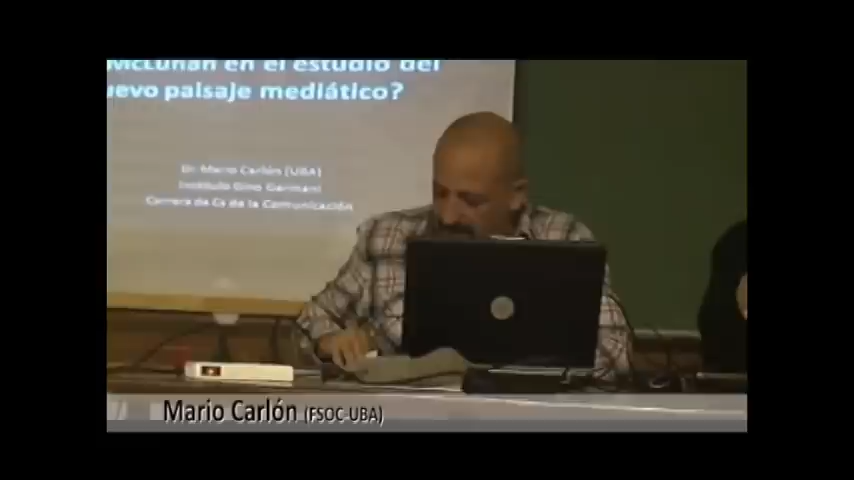 McLuhan en el estudio del
uevo paisaje mediático?
Dr. Mario Carlón (UBA)
Instituto Gino Germani
Carrera de Cs de la Comunicación
Mario Carlón (FSOC-UBA)